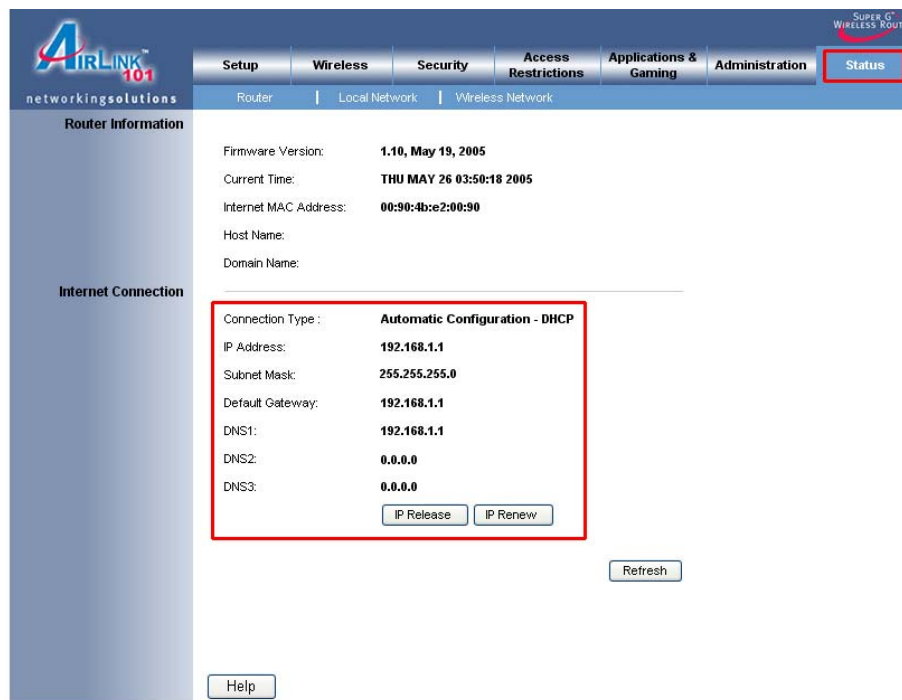 SUPER G™
WIRELESS ROUT
AIRLINK™
101
networkingsolutions
Setup Wireless Security Access Restrictions Applications & Gaming Administration Status
Router | Local Network | Wireless Network
Router Information
Firmware Version: 1.10, May 19, 2005
Current Time: THU MAY 26 03:50:18 2005
Internet MAC Address: 00:90:4b:e2:00:90
Host Name:
Domain Name:
Internet Connection
Connection Type : Automatic Configuration - DHCP
IP Address: 192.168.1.1
Subnet Mask: 255.255.255.0
Default Gateway: 192.168.1.1
DNS1: 192.168.1.1
DNS2: 0.0.0.0
DNS3: 0.0.0.0
IP Release IP Renew
Refresh
Help